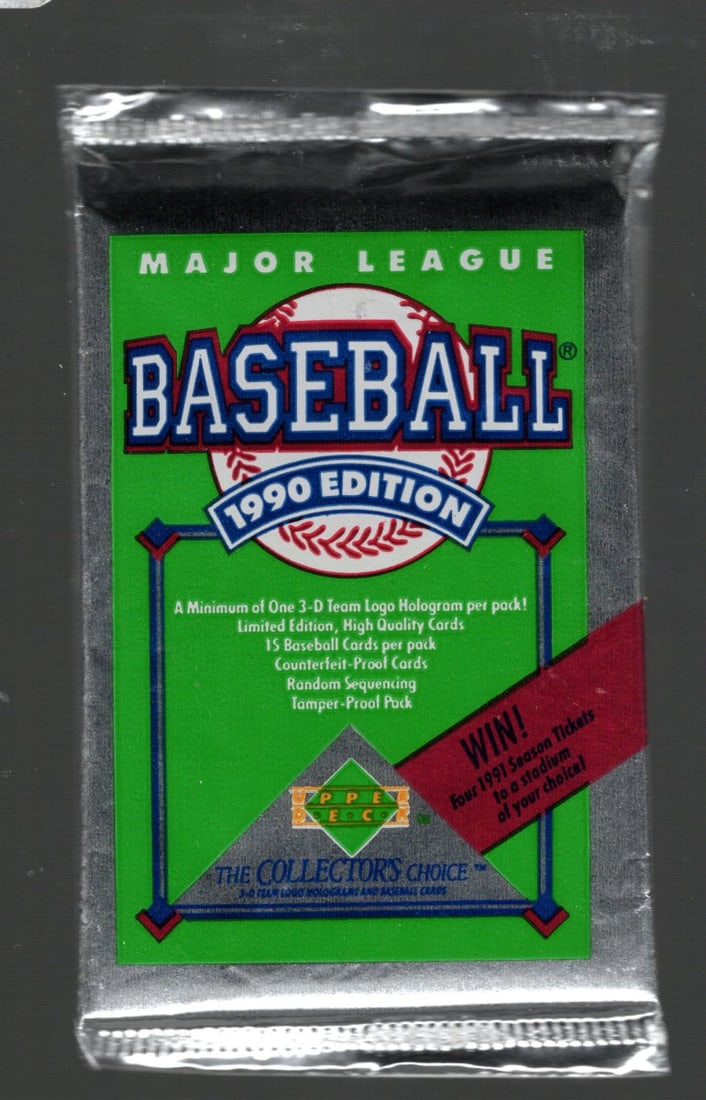 MAJOR LEAGUE
BASEBALL®
1990 EDITION
A Minimum of One 3-D Team Logo Hologram per pack!
Limited Edition, High Quality Cards
15 Baseball Cards per pack
Counterfeit-Proof Cards
Random Sequencing
Tamper-Proof Pack
WIN!
Four 1991 Season Tickets
to a stadium
of your choice!
UPPER
DECK
THE COLLECTOR'S CHOICE™
3-D TEAM LOGO HOLOGRAMS AND BASEBALL CARDS